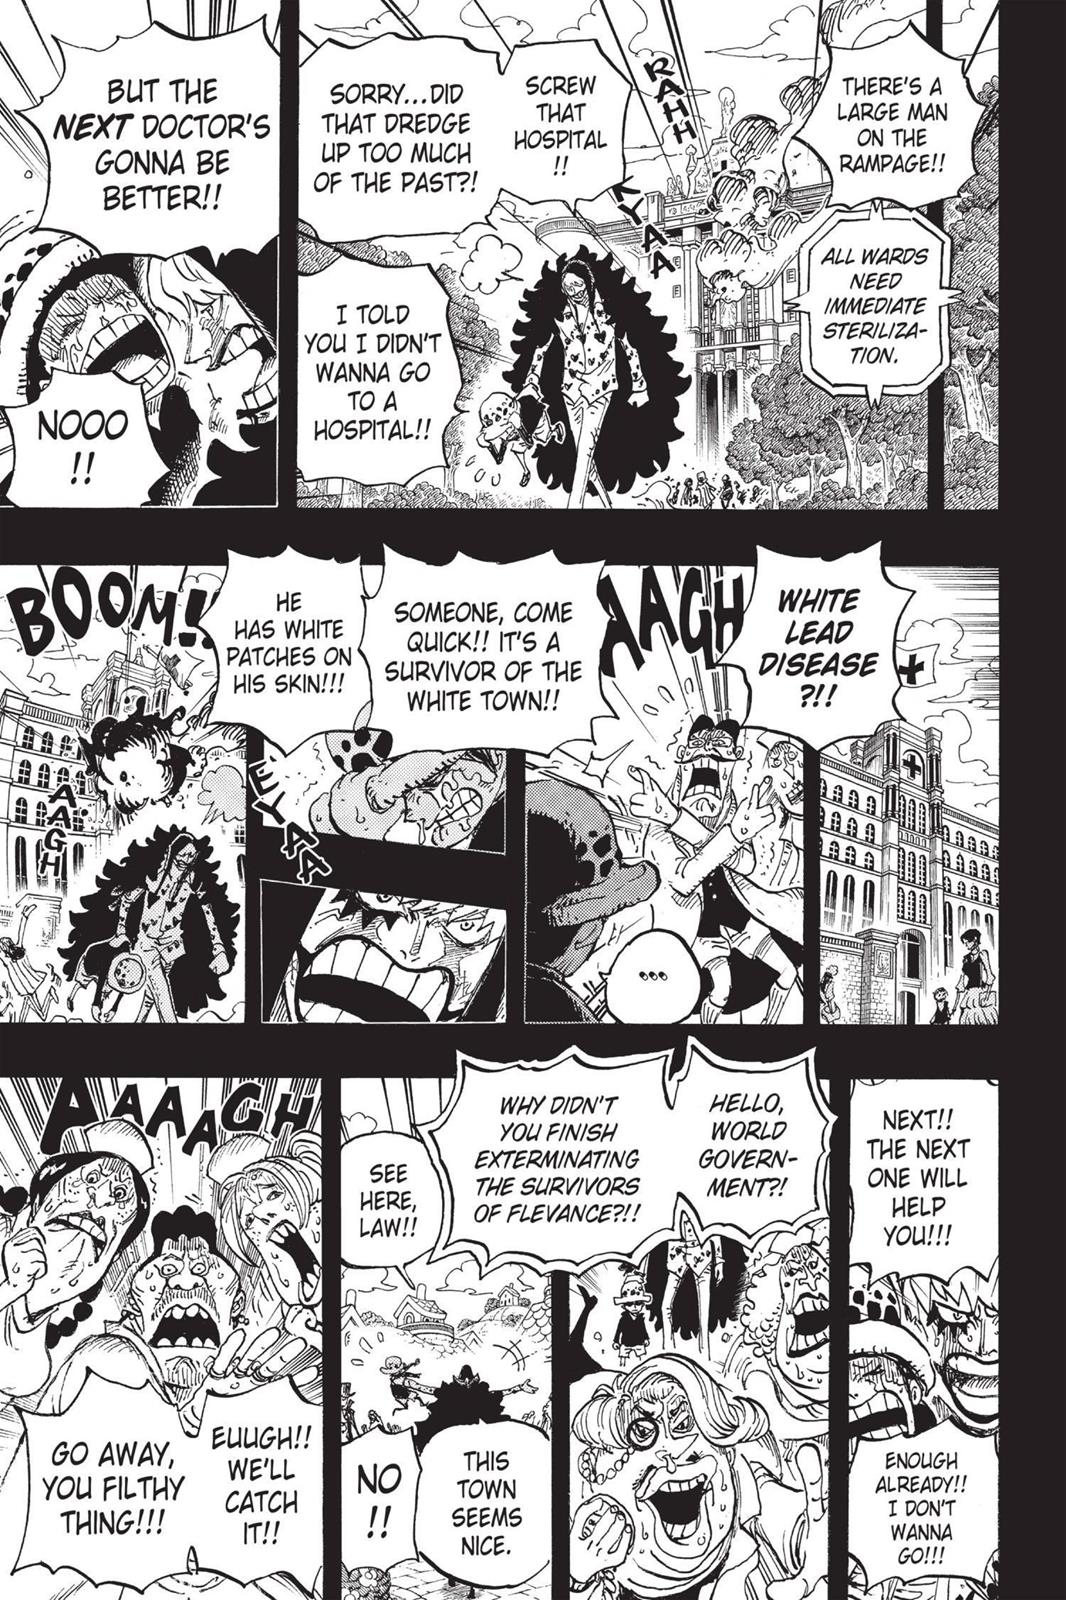 THERE'S A
LARGE MAN
ON THE
RAMPAGE!!
ALL WARDS
NEED
IMMEDIATE
STERILIZA-
TION.
RAHH
KYAA
SCREW
THAT
HOSPITAL
!!
SORRY...DID
THAT DREDGE
UP TOO MUCH
OF THE PAST?!
I TOLD
YOU I DIDN'T
WANNA GO
TO A
HOSPITAL!!
BUT THE
NEXT DOCTOR'S
GONNA BE
BETTER!!
NOOO
!!
WHITE
LEAD
DISEASE
?!!
AAGH
...
SOMEONE, COME
QUICK!! IT'S A
SURVIVOR OF THE
WHITE TOWN!!
HE
HAS WHITE
PATCHES ON
HIS SKIN!!!
EYAAA
BOOM!!
AAGH
NEXT!!
THE NEXT
ONE WILL
HELP
YOU!!!
ENOUGH
ALREADY!!
I DON'T
WANNA
GO!!!
HELLO,
WORLD
GOVERN-
MENT?!
WHY DIDN'T
YOU FINISH
EXTERMINATING
THE SURVIVORS
OF FLEVANCE?!!
SEE
HERE,
LAW!!
THIS
TOWN
SEEMS
NICE.
NO
!!
AAAAGH
EUUGH!!
WE'LL
CATCH
IT!!
GO AWAY,
YOU FILTHY
THING!!!